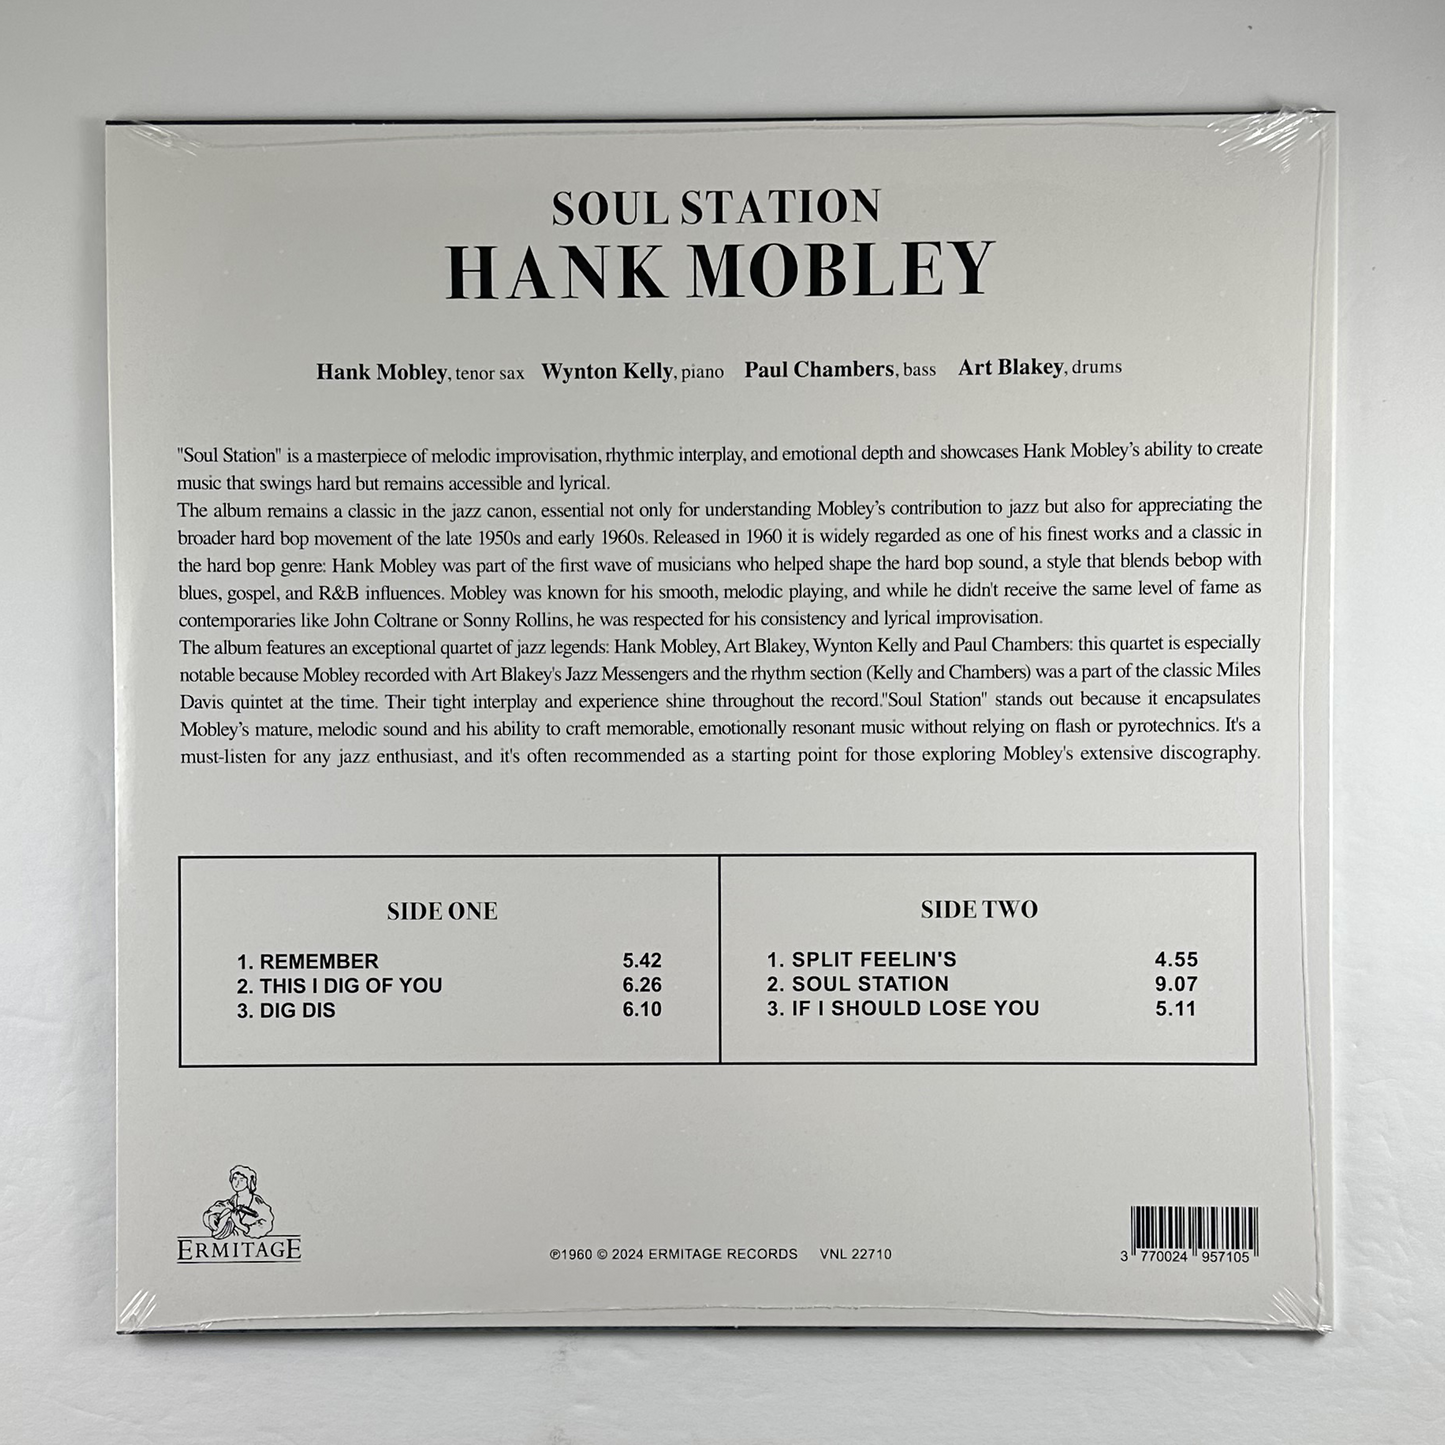 SOUL STATION
HANK MOBLEY
Hank Mobley, tenor sax Wynton Kelly, piano Paul Chambers, bass Art Blakey, drums
"Soul Station" is a masterpiece of melodic improvisation, rhythmic interplay, and emotional depth and showcases Hank Mobley’s ability to create
music that swings hard but remains accessible and lyrical.
The album remains a classic in the jazz canon, essential not only for understanding Mobley’s contribution to jazz but also for appreciating the
broader hard bop movement of the late 1950s and early 1960s. Released in 1960 it is widely regarded as one of his finest works and a classic in
the hard bop genre: Hank Mobley was part of the first wave of musicians who helped shape the hard bop sound, a style that blends bebop with
blues, gospel, and R&B influences. Mobley was known for his smooth, melodic playing, and while he didn't receive the same level of fame as
contemporaries like John Coltrane or Sonny Rollins, he was respected for his consistency and lyrical improvisation.
The album features an exceptional quartet of jazz legends: Hank Mobley, Art Blakey, Wynton Kelly and Paul Chambers: this quartet is especially
notable because Mobley recorded with Art Blakey's Jazz Messengers and the rhythm section (Kelly and Chambers) was a part of the classic Miles
Davis quintet at the time. Their tight interplay and experience shine throughout the record."Soul Station" stands out because it encapsulates
Mobley’s mature, melodic sound and his ability to craft memorable, emotionally resonant music without relying on flash or pyrotechnics. It's a
must-listen for any jazz enthusiast, and it's often recommended as a starting point for those exploring Mobley's extensive discography.
SIDE ONE
1. REMEMBER 5.42
2. THIS I DIG OF YOU 6.26
3. DIG DIS 6.10
SIDE TWO
1. SPLIT FEELIN'S 4.55
2. SOUL STATION 9.07
3. IF I SHOULD LOSE YOU 5.11
ERMITAGE
℗1960 © 2024 ERMITAGE RECORDS VNL 22710
3 770024 957105